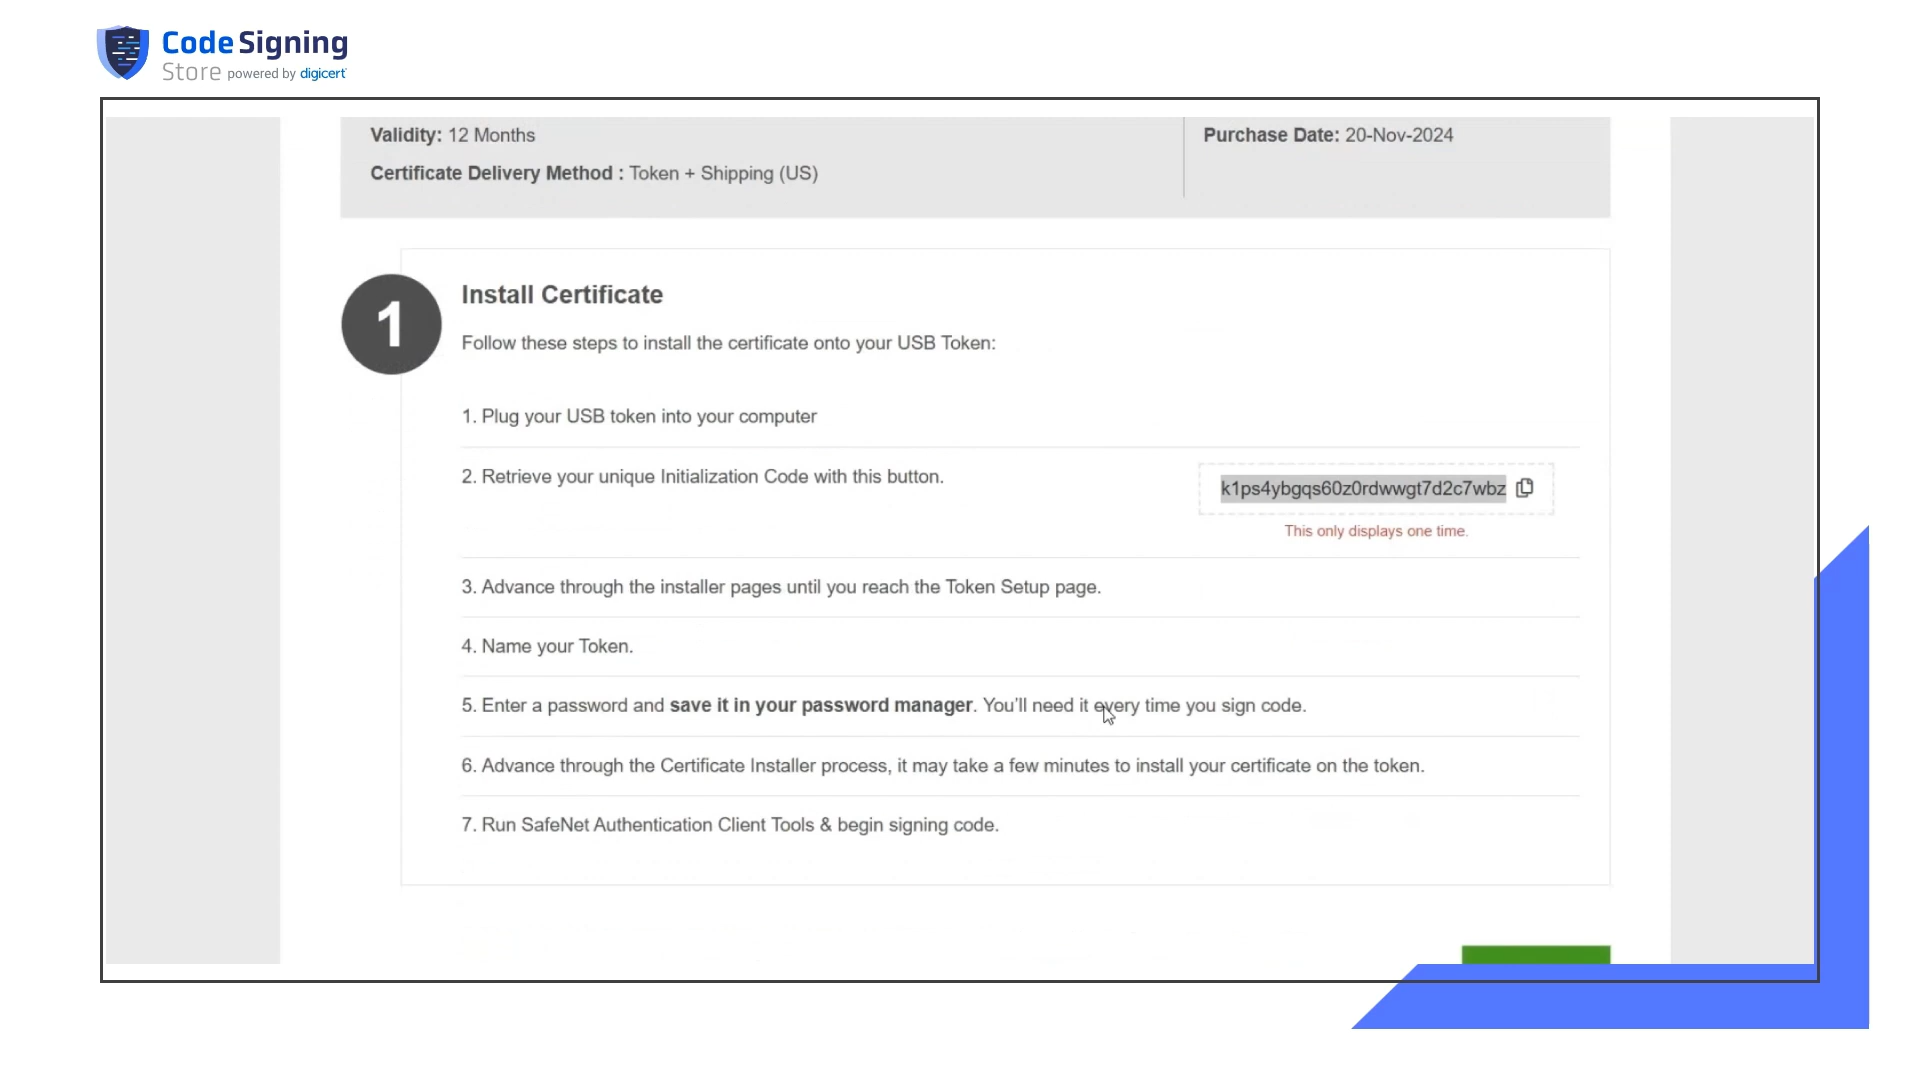 Code Signing
Store powered by digicert
Validity: 12 Months
Purchase Date: 20-Nov-2024
Certificate Delivery Method : Token + Shipping (US)
1
Install Certificate
Follow these steps to install the certificate onto your USB Token:
1. Plug your USB token into your computer
2. Retrieve your unique Initialization Code with this button.
k1ps4ybgqs60z0rdwwgt7d2c7wbz
This only displays one time.
3. Advance through the installer pages until you reach the Token Setup page.
4. Name your Token.
5. Enter a password and save it in your password manager. You'll need it every time you sign code.
6. Advance through the Certificate Installer process, it may take a few minutes to install your certificate on the token.
7. Run SafeNet Authentication Client Tools & begin signing code.